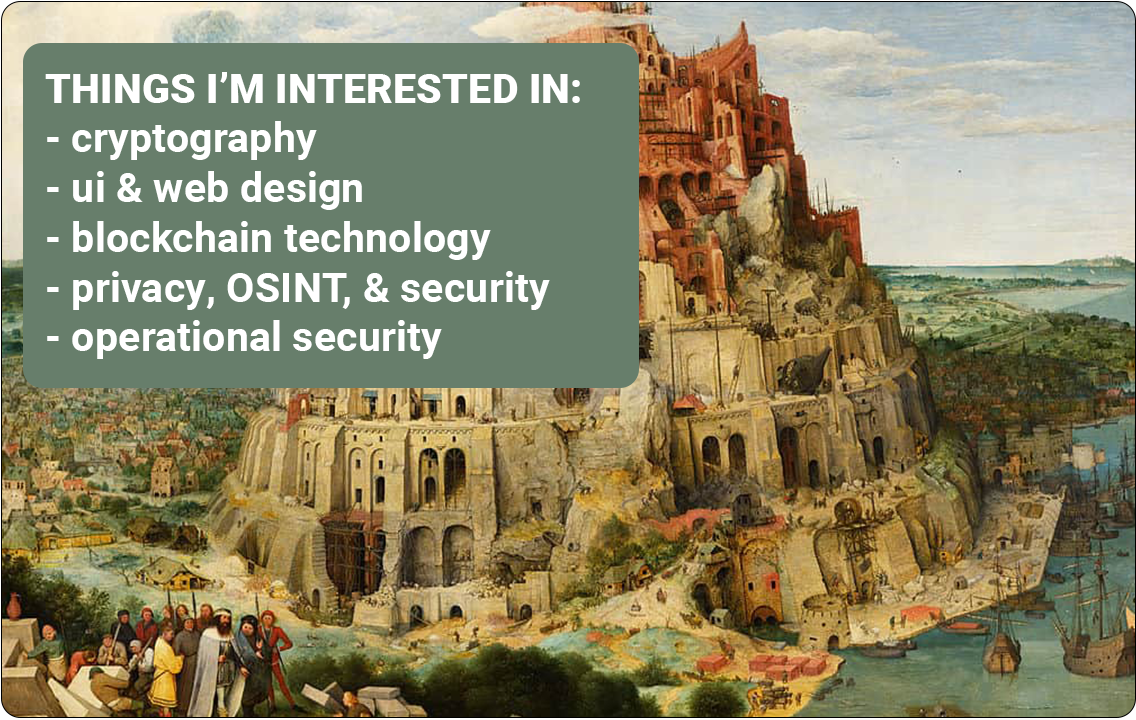 THINGS I’M INTERESTED IN:
- cryptography
- ui & web design
- blockchain technology
- privacy, OSINT, & security
- operational security